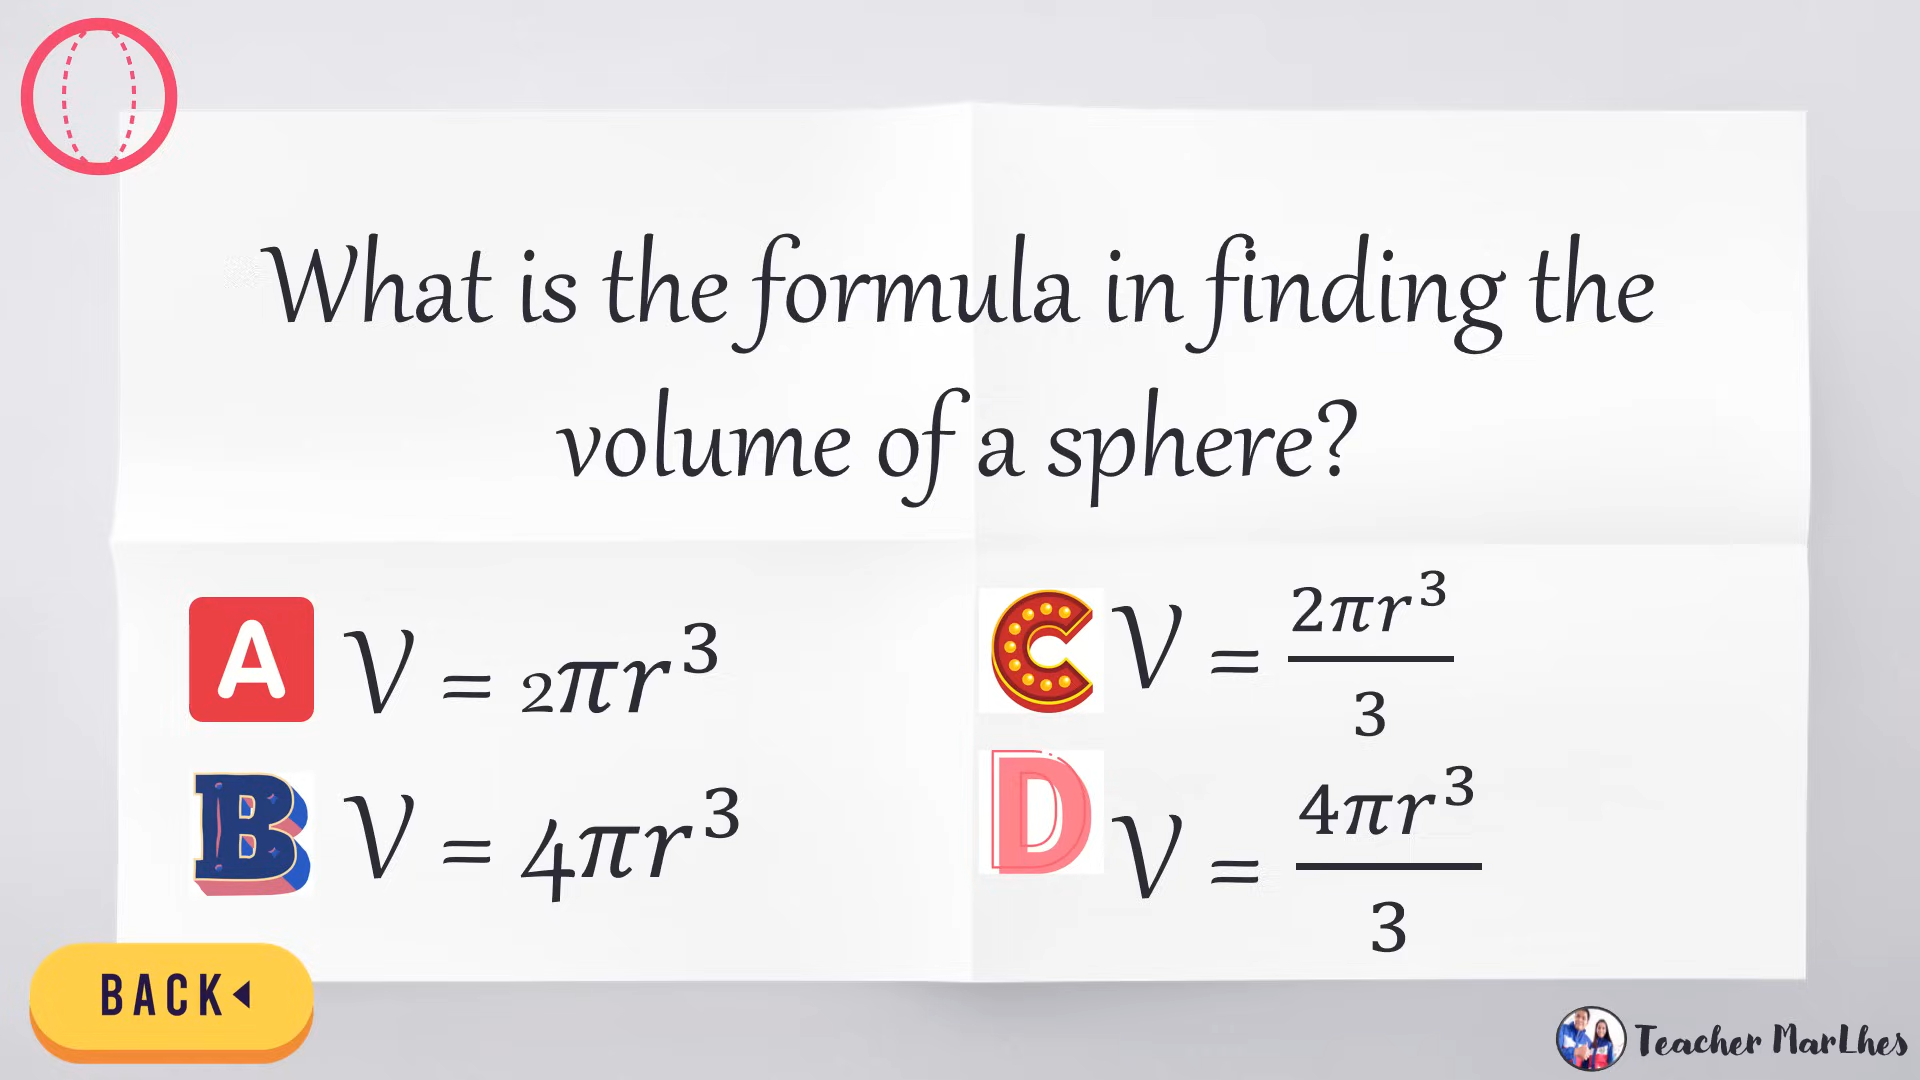 What is the formula in finding the
volume of a sphere?
A V = 2πr³
B V = 4πr³
C V = 2πr³/3
D V = 4πr³/3
BACK
Teacher MarLhes